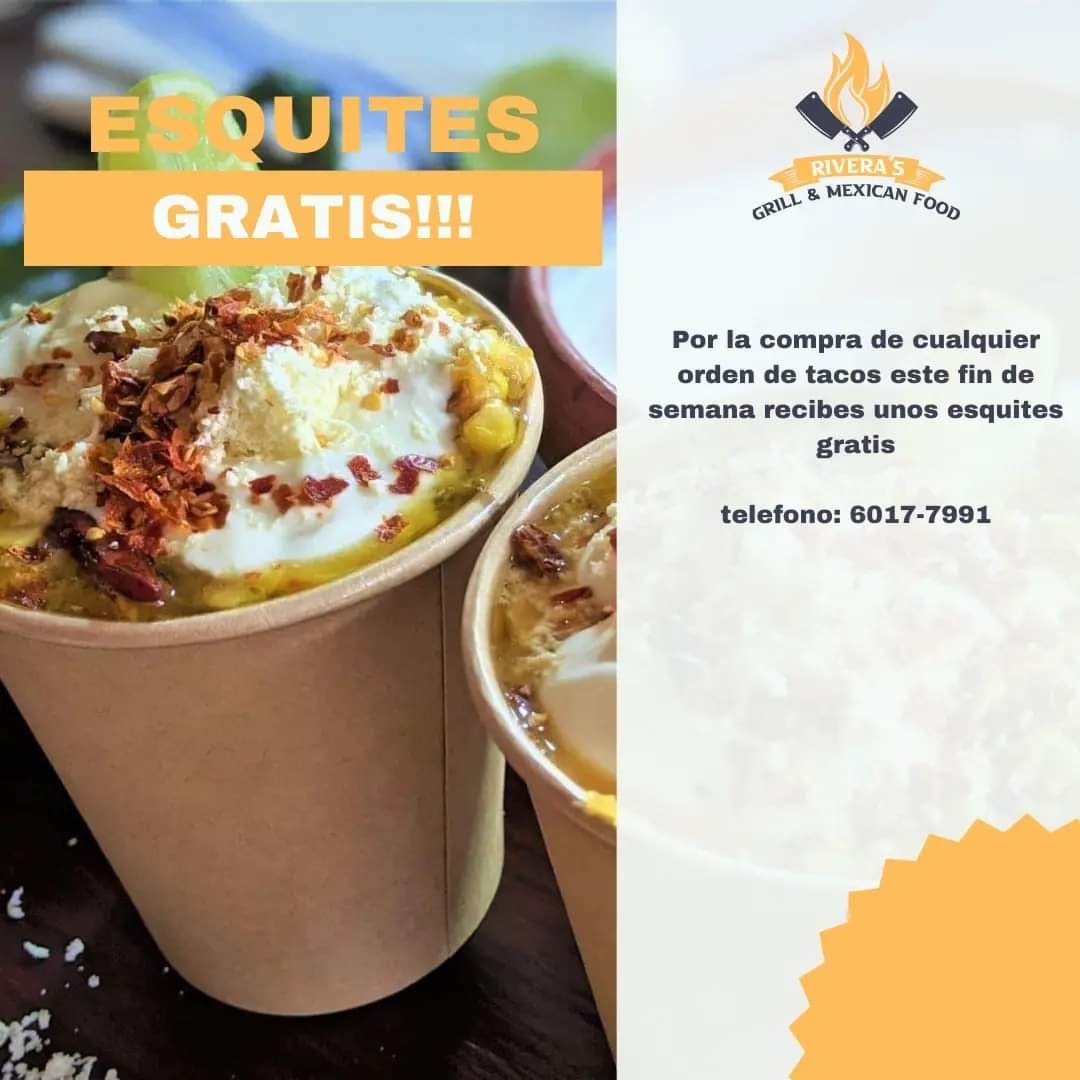 ESQUITES
GRATIS!!!
RIVERA'S
GRILL & MEXICAN FOOD
Por la compra de cualquier
orden de tacos este fin de
semana recibes unos esquites
gratis
telefono: 6017-7991